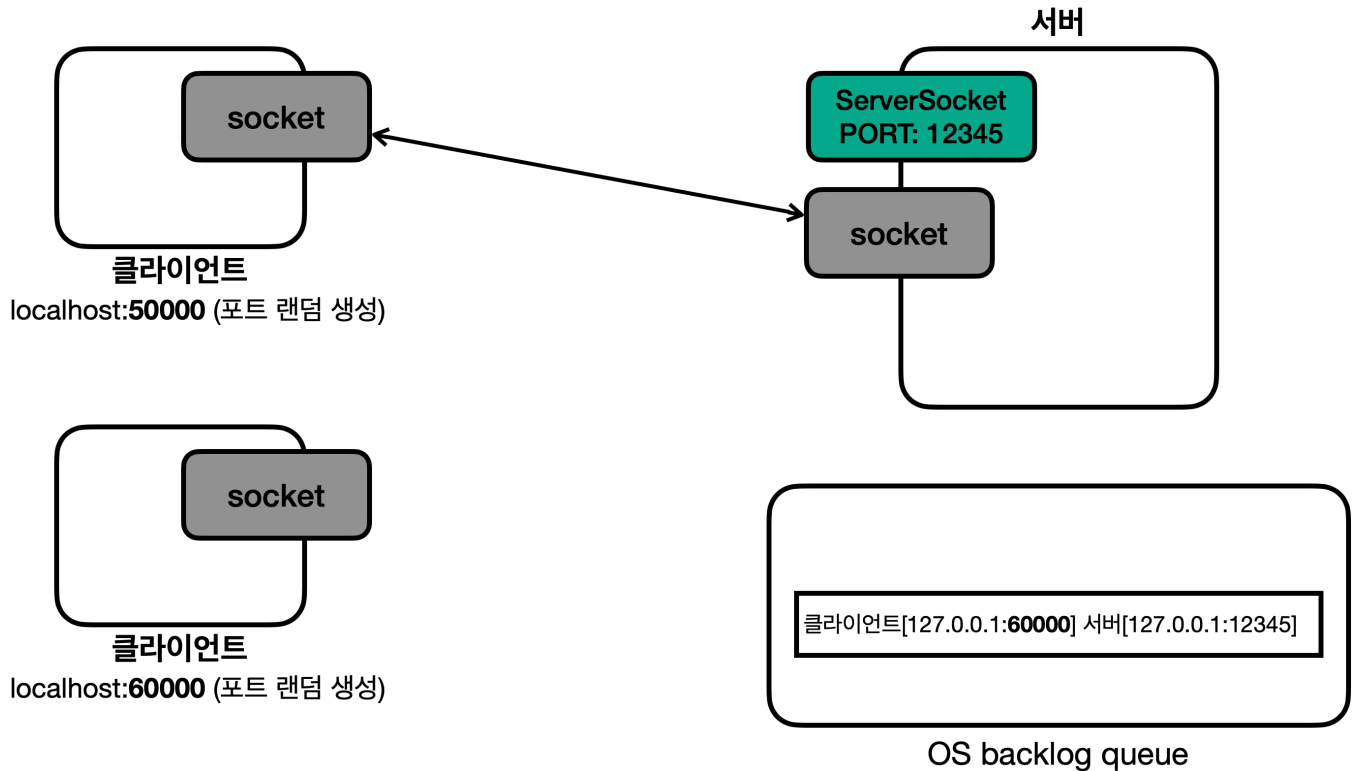 서버
socket
ServerSocket
PORT: 12345
socket
클라이언트
localhost:50000 (포트 랜덤 생성)
socket
클라이언트
localhost:60000 (포트 랜덤 생성)
클라이언트[127.0.0.1:60000] 서버[127.0.0.1:12345]
OS backlog queue